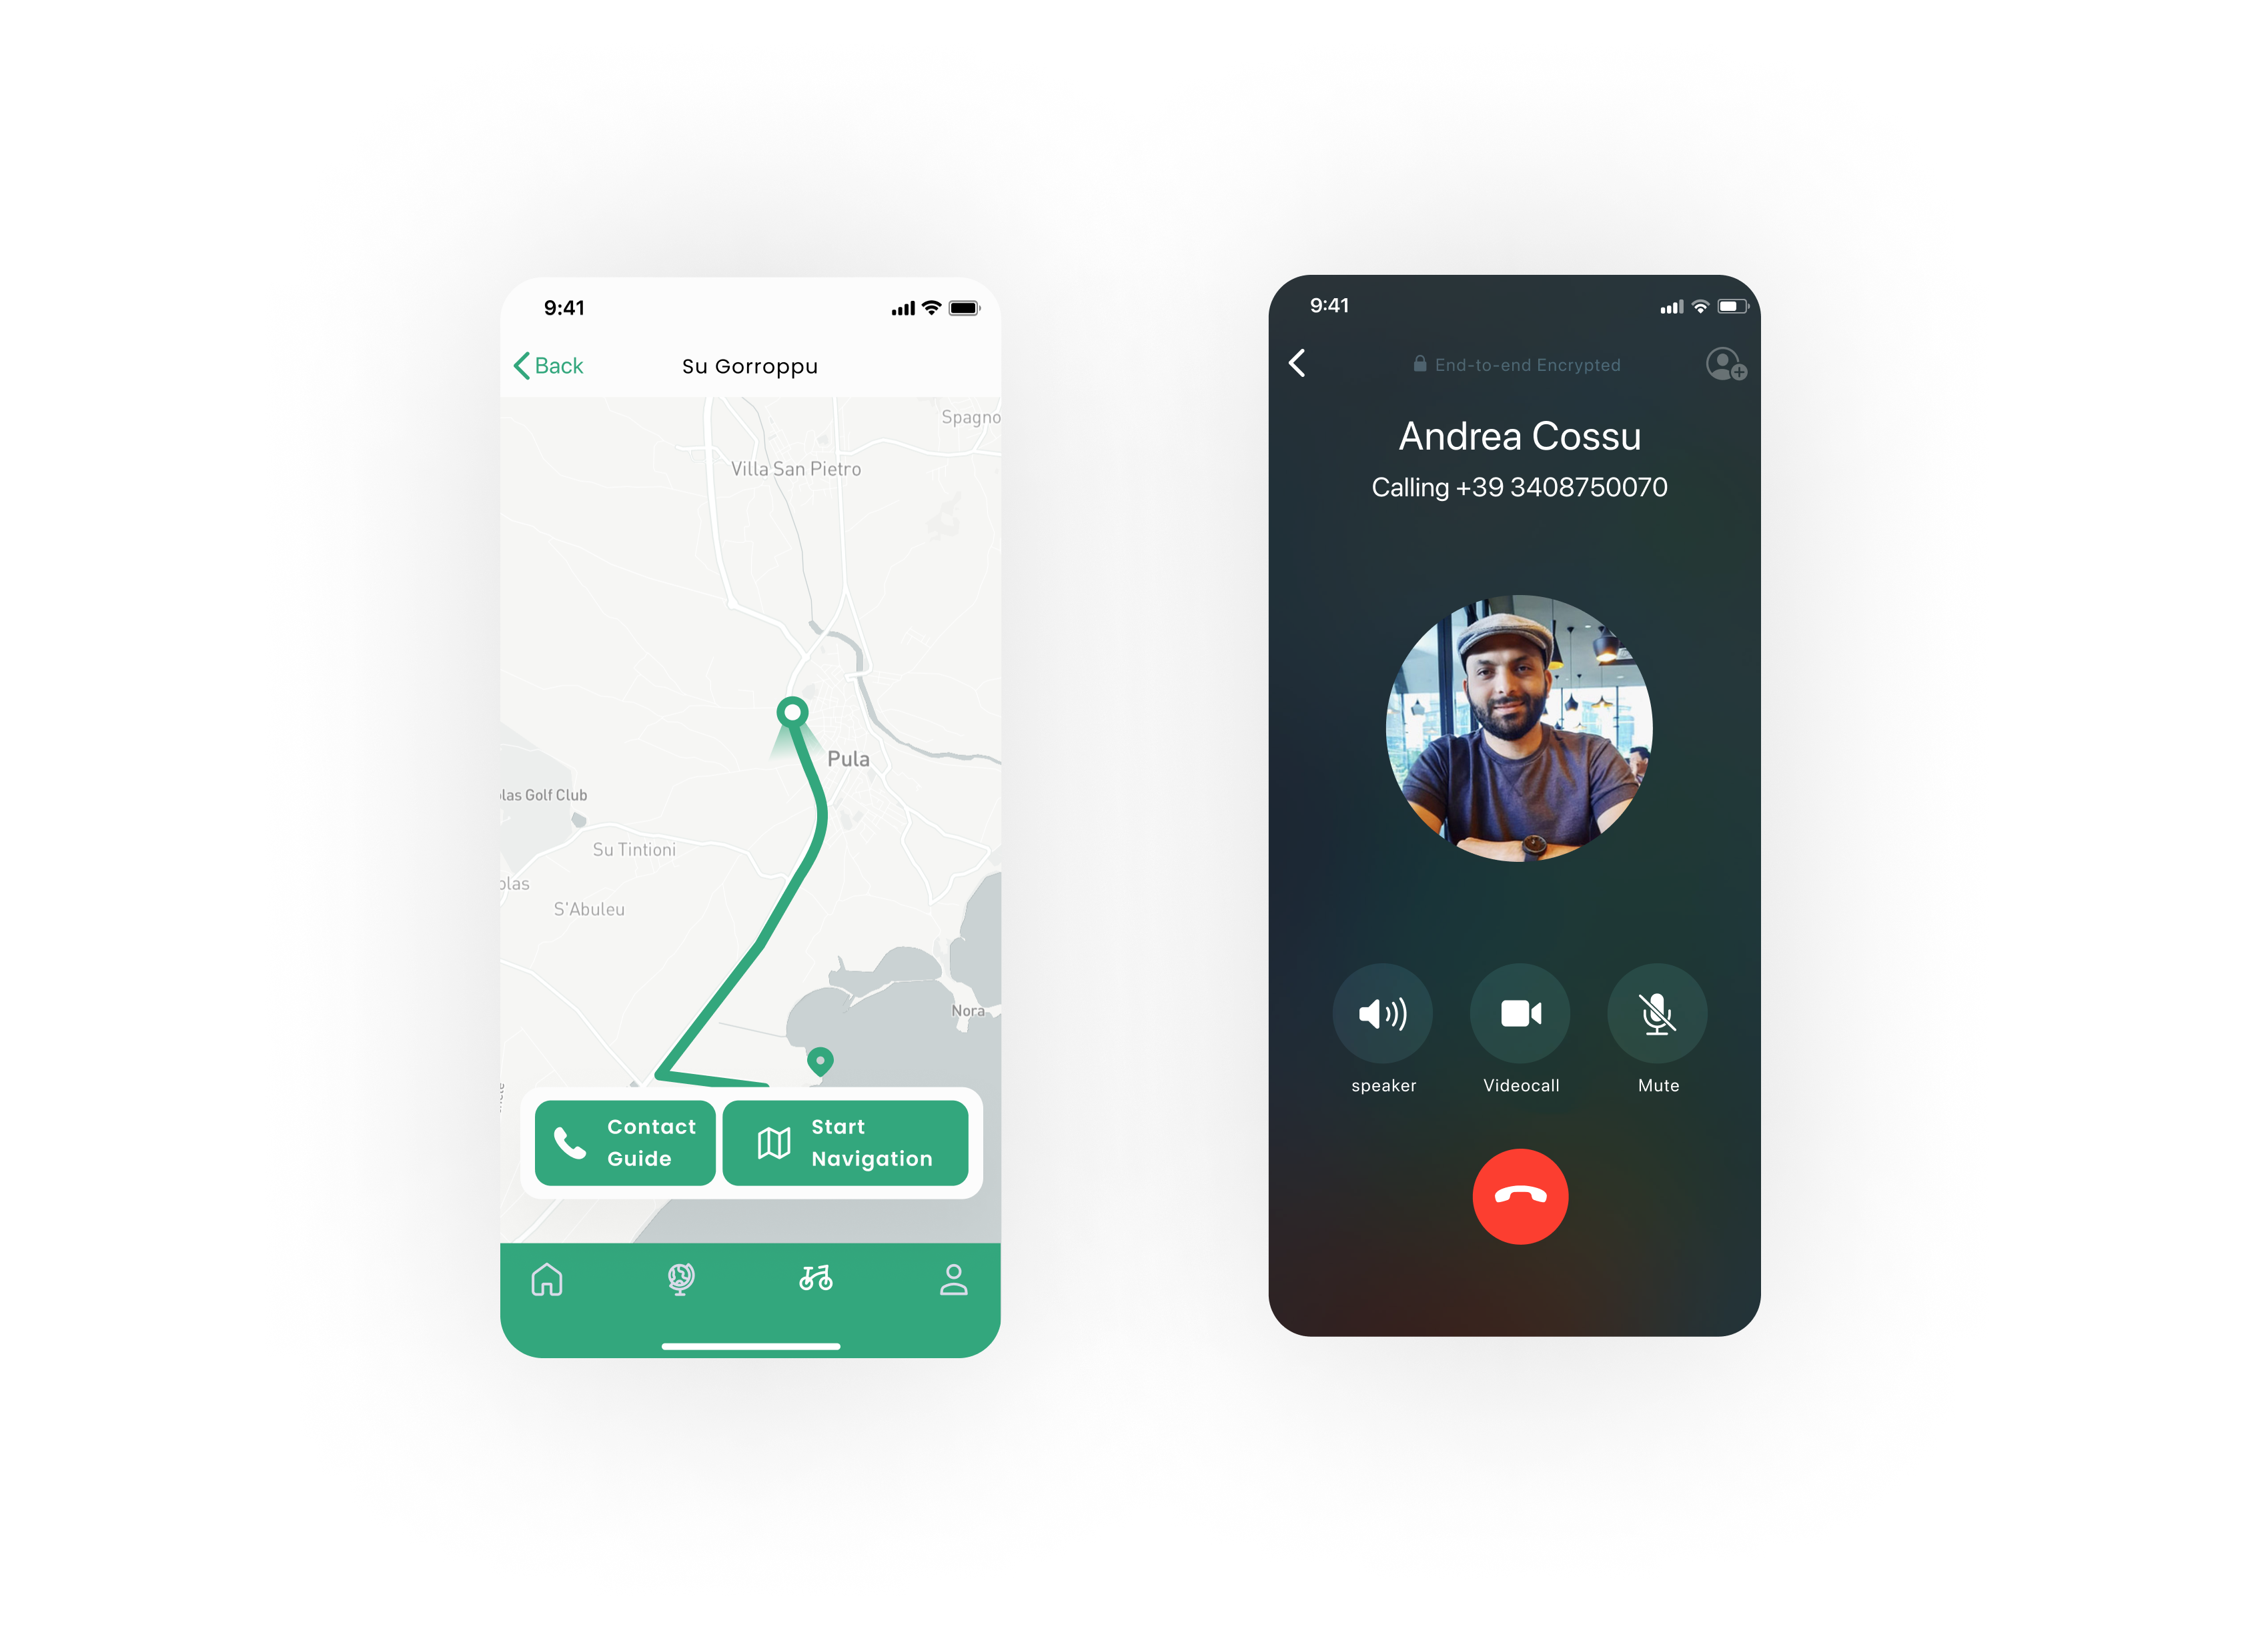 9:41
Back
Su Gorroppu
Spagno
Villa San Pietro
Pula
las Golf Club
Su Tintioni
olas
S'Abuleu
Nora
Contact
Guide
Start
Navigation
9:41
End-to-end Encrypted
Andrea Cossu
Calling +39 3408750070
speaker
Videocall
Mute